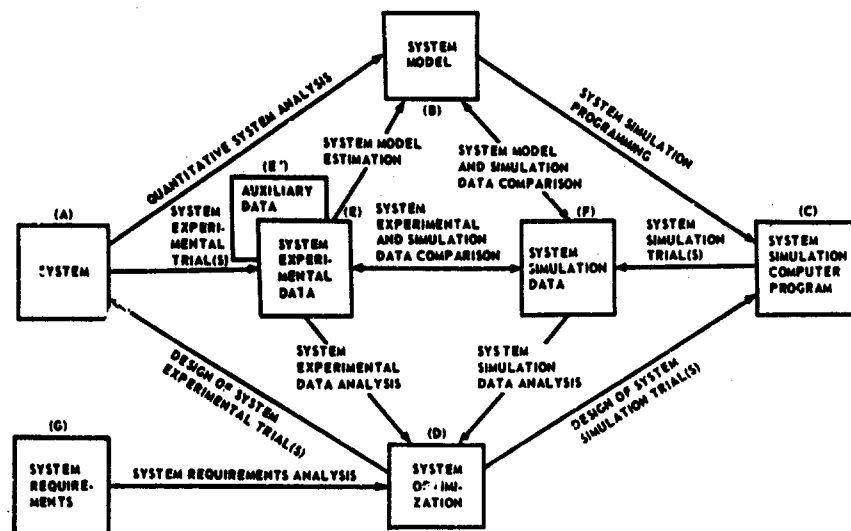 SYSTEM
MODEL
(B)
QUANTITATIVE SYSTEM ANALYSIS
SYSTEM SIMULATION
PROGRAMMING
SYSTEM MODEL
ESTIMATION
SYSTEM MODEL
AND SIMULATION
DATA COMPARISON
(E')
AUXILIARY
DATA
(A)
SYSTEM
SYSTEM
EXPERI-
MENTAL
TRIAL(S)
(E)
SYSTEM
EXPERI-
MENTAL
DATA
SYSTEM
EXPERIMENTAL
AND SIMULATION
DATA COMPARISON
(F)
SYSTEM
SIMULATION
DATA
SYSTEM
SIMULATION
TRIAL(S)
(C)
SYSTEM
SIMULATION
COMPUTER
PROGRAM
DESIGN OF SYSTEM
EXPERIMENTAL TRIAL(S)
SYSTEM
EXPERIMENTAL
DATA ANALYSIS
SYSTEM
SIMULATION
DATA ANALYSIS
DESIGN OF SYSTEM
SIMULATION TRIAL(S)
(G)
SYSTEM
REQUIRE-
MENTS
SYSTEM REQUIREMENTS ANALYSIS
(D)
SYSTEM
OPTIMI-
ZATION